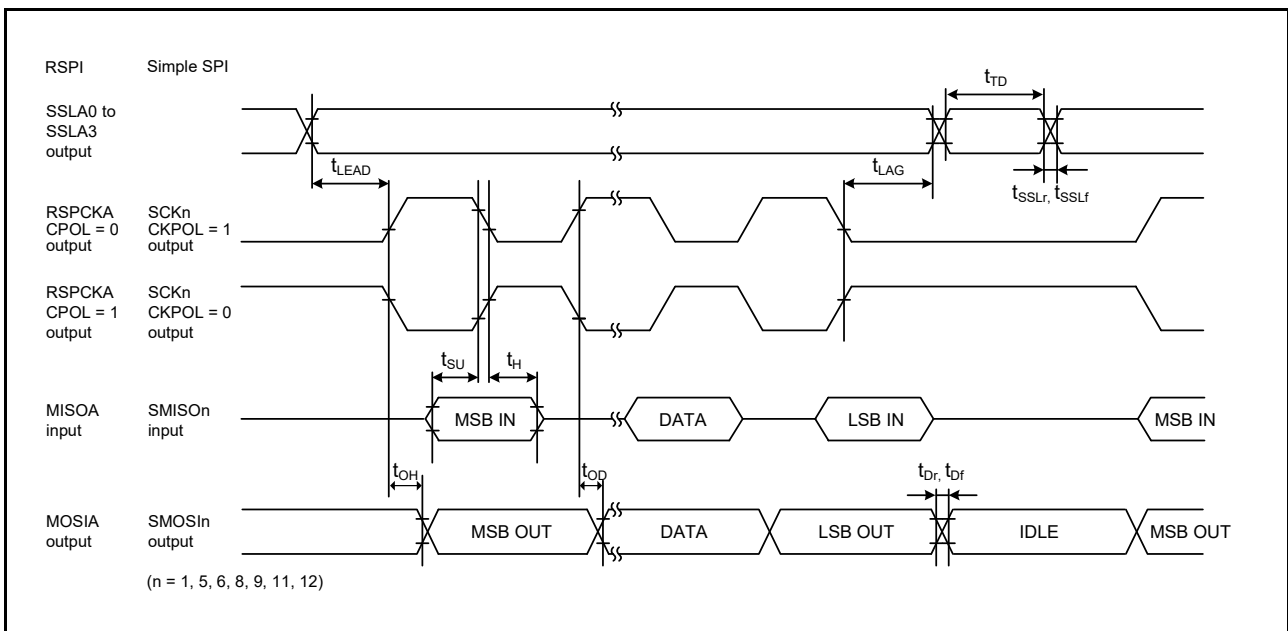 RSPI Simple SPI
SSLA0 to
SSLA3
output
tTD
tLEAD
tLAG
tSSLr, tSSLf
RSPCKA SCKn
CPOL = 0 CKPOL = 1
output output
RSPCKA SCKn
CPOL = 1 CKPOL = 0
output output
tSU tH
MISOA SMISOn
input input
MSB IN DATA LSB IN MSB IN
tOH tOD tDr, tDf
MOSIA SMOSIn
output output
MSB OUT DATA LSB OUT IDLE MSB OUT
(n = 1, 5, 6, 8, 9, 11, 12)